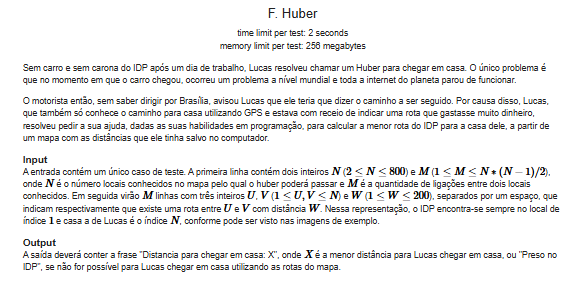 F. Huber
time limit per test: 2 seconds
memory limit per test: 256 megabytes
Sem carro e sem carona do IDP após um dia de trabalho, Lucas resolveu chamar um Huber para chegar em casa. O único problema é
que no momento em que o carro chegou, ocorreu um problema a nível mundial e toda a internet do planeta parou de funcionar.
O motorista então, sem saber dirigir por Brasília, avisou Lucas que ele teria que dizer o caminho a ser seguido. Por causa disso, Lucas,
que também só conhece o caminho para casa utilizando GPS e estava com receio de indicar uma rota que gastasse muito dinheiro,
resolveu pedir a sua ajuda, dadas as suas habilidades em programação, para calcular a menor rota do IDP para a casa dele, a partir de
um mapa com as distâncias que ele tinha salvo no computador.
Input
A entrada contém um único caso de teste. A primeira linha contém dois inteiros N (2 ≤ N ≤ 800) e M (1 ≤ M ≤ N * (N − 1)/2),
onde N é o número locais conhecidos no mapa pelo qual o huber poderá passar e M é a quantidade de ligações entre dois locais
conhecidos. Em seguida virão M linhas com três inteiros U, V (1 ≤ U, V ≤ N) e W (1 ≤ W ≤ 200), separados por um espaço, que
indicam respectivamente que existe uma rota entre U e V com distância W. Nessa representação, o IDP encontra-se sempre no local de
índice 1 e casa a de Lucas é o índice N, conforme pode ser visto nas imagens de exemplo.
Output
A saída deverá conter a frase "Distancia para chegar em casa: X", onde X é a menor distância para Lucas chegar em casa, ou "Preso no
IDP", se não for possível para Lucas chegar em casa utilizando as rotas do mapa.